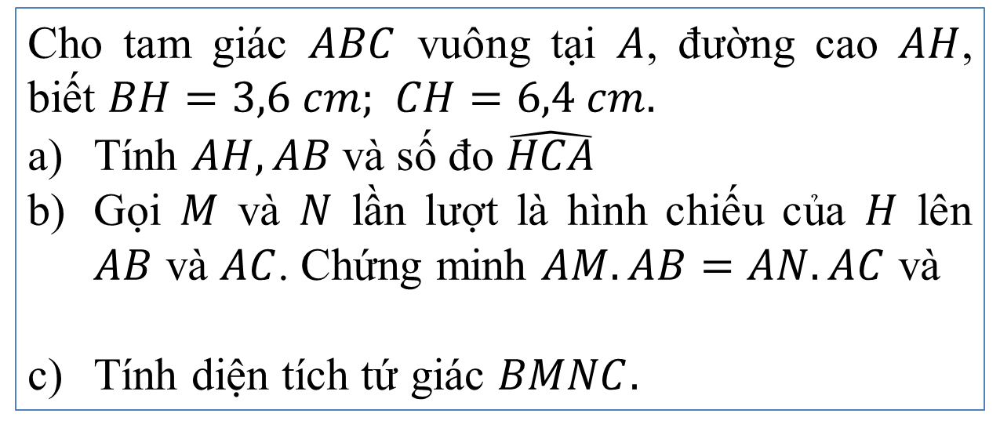 Cho tam giác ABC vuông tại A, đường cao AH,
biết BH = 3,6 cm; CH = 6,4 cm.
a) Tính AH, AB và số đo \widehat{HCA}
b) Gọi M và N lần lượt là hình chiếu của H lên
AB và AC. Chứng minh AM. AB = AN. AC và
c) Tính diện tích tứ giác BMNC.